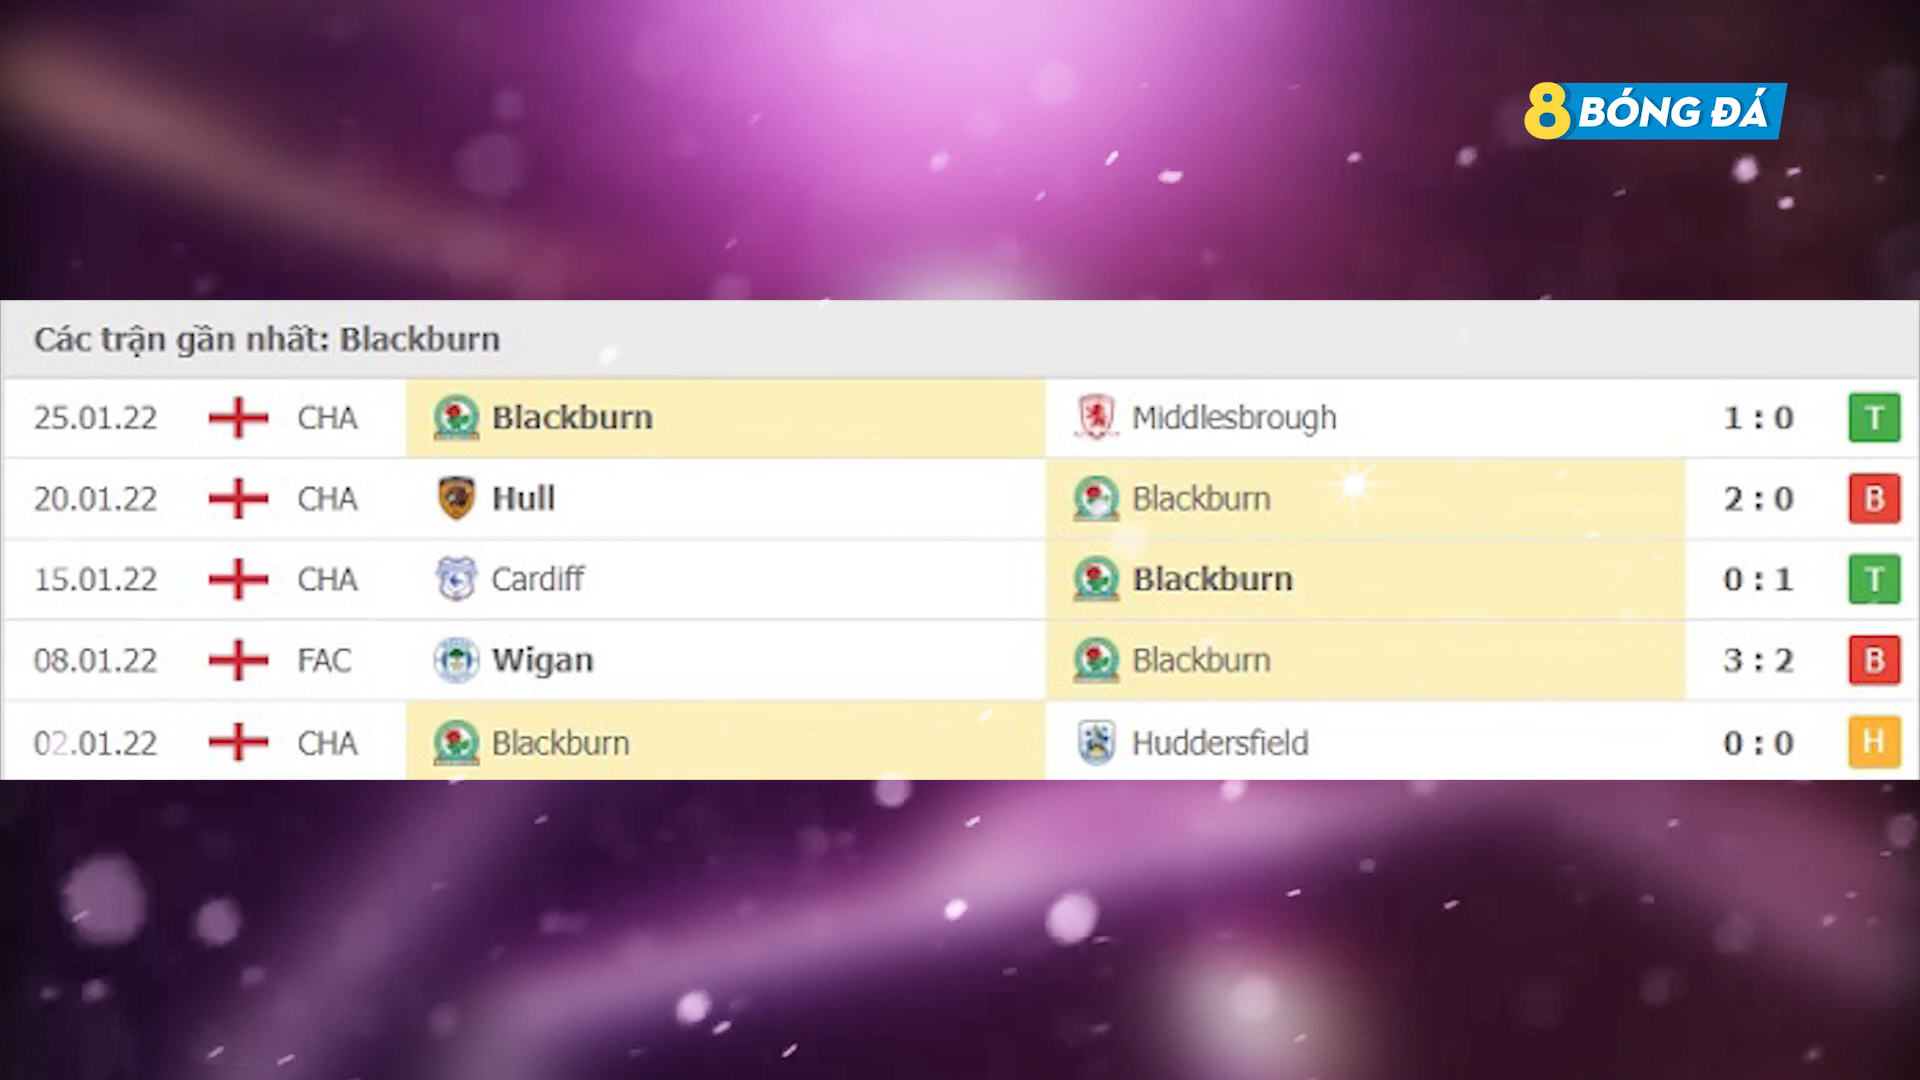 8 BÓNG ĐÁ
Các trận gần nhất: Blackburn
25.01.22 CHA Blackburn Middlesbrough 1 : 0 T
20.01.22 CHA Hull Blackburn 2 : 0 B
15.01.22 CHA Cardiff Blackburn 0 : 1 T
08.01.22 FAC Wigan Blackburn 3 : 2 B
02.01.22 CHA Blackburn Huddersfield 0 : 0 H